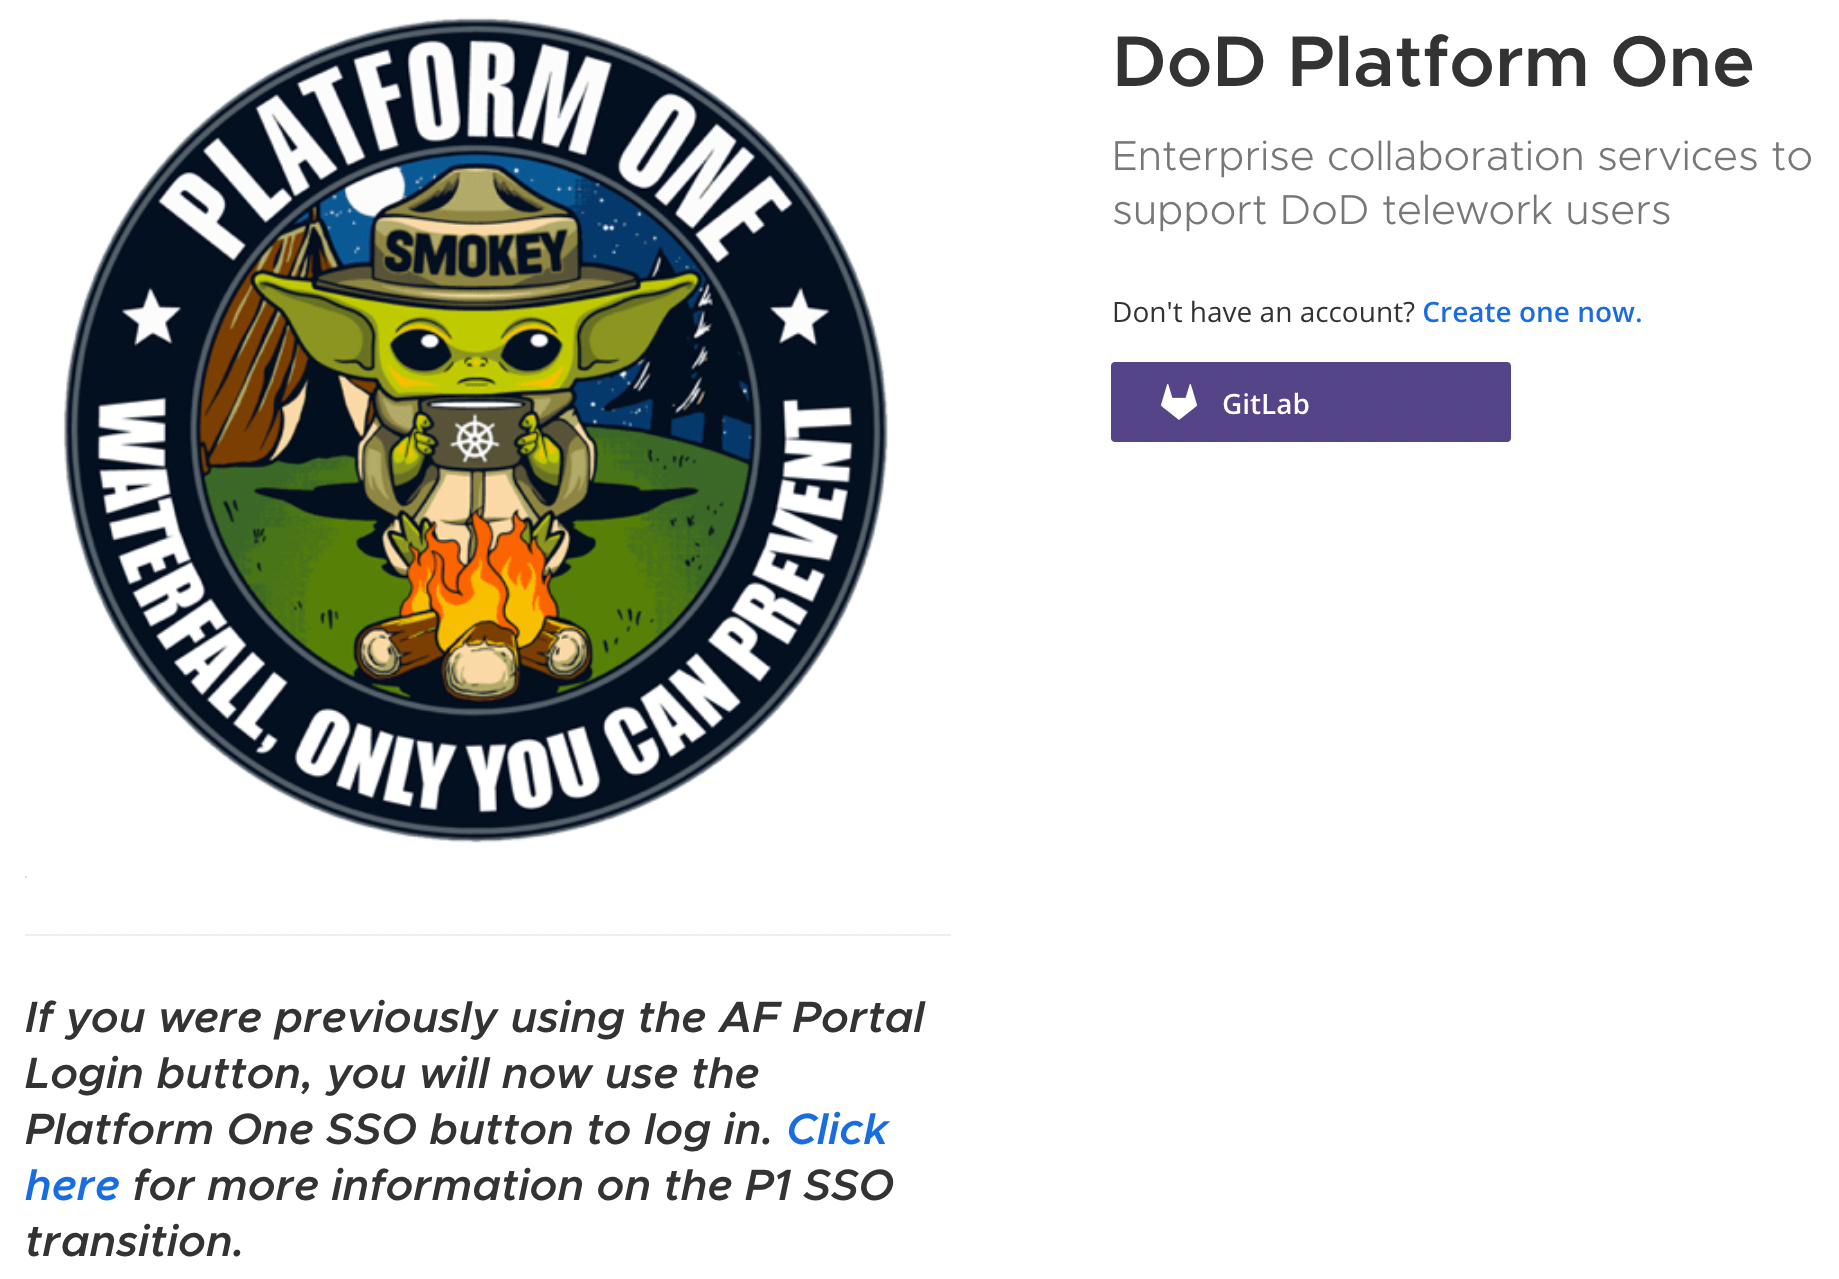 PLATFORM ONE
SMOKEY
WATERFALL, ONLY YOU CAN PREVENT
If you were previously using the AF Portal
Login button, you will now use the
Platform One SSO button to log in. Click
here for more information on the P1 SSO
transition.
DoD Platform One
Enterprise collaboration services to
support DoD telework users
Don't have an account? Create one now.
GitLab